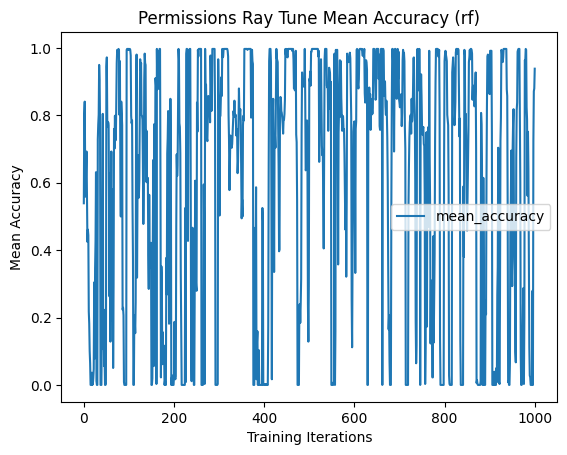 Permissions Ray Tune Mean Accuracy (rf)
1.0
0.8
0.6
0.4
0.2
0.0
Mean Accuracy
mean_accuracy
0 200 400 600 800 1000
Training Iterations